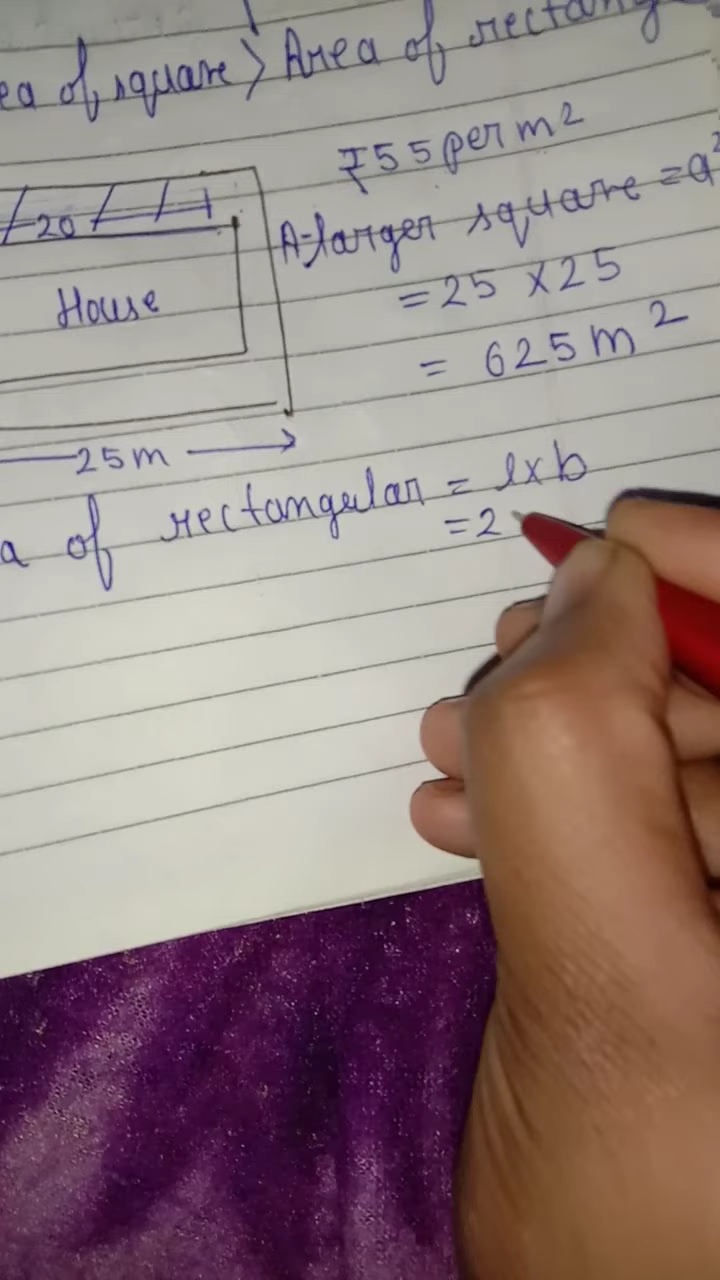 ea of square > Area of rectang
₹55 per m²
20
A-larger square = a²
House
= 25 × 25
= 625 m²
25m
a of rectangular = l×b
= 2